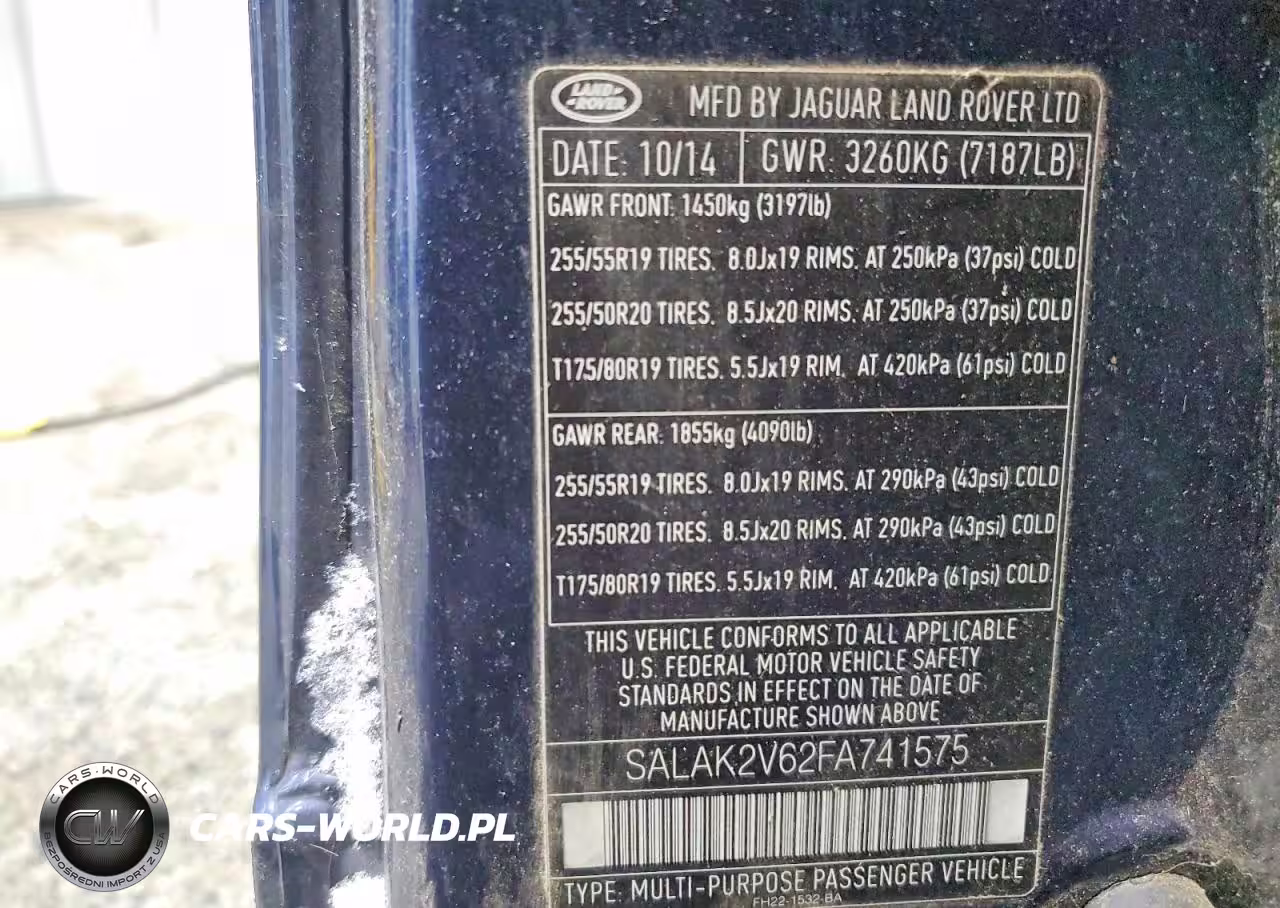 LAND ROVER
MFD BY JAGUAR LAND ROVER LTD
DATE: 10/14 GWR: 3260KG (7187LB)
GAWR FRONT: 1450kg (3197lb)
255/55R19 TIRES. 8.0Jx19 RIMS. AT 250kPa (37psi) COLD
255/50R20 TIRES. 8.5Jx20 RIMS. AT 250kPa (37psi) COLD
T175/80R19 TIRES. 5.5Jx19 RIM. AT 420kPa (61psi) COLD
GAWR REAR: 1855kg (4090lb)
255/55R19 TIRES. 8.0Jx19 RIMS. AT 290kPa (43psi) COLD
255/50R20 TIRES. 8.5Jx20 RIMS. AT 290kPa (43psi) COLD
T175/80R19 TIRES. 5.5Jx19 RIM. AT 420kPa (61psi) COLD.
THIS VEHICLE CONFORMS TO ALL APPLICABLE
U.S. FEDERAL MOTOR VEHICLE SAFETY
STANDARDS IN EFFECT ON THE DATE OF
MANUFACTURE SHOWN ABOVE
SALAK2V62FA741575
TYPE: MULTI-PURPOSE PASSENGER VEHICLE
FH22-1532-BA
CARS-WORLD
CW
BEZPOŚREDNI IMPORT Z USA
CARS-WORLD.PL